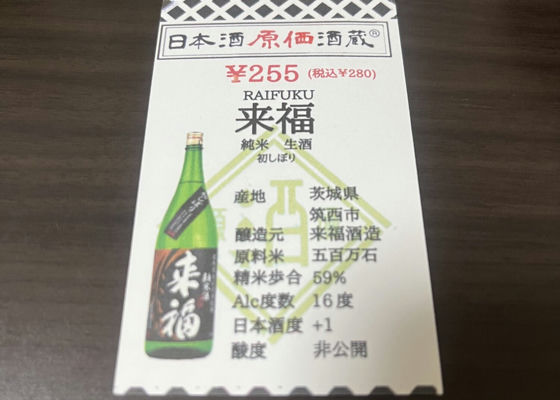 日本酒原価酒蔵®
¥255 (税込¥280)
RAIFUKU
来福
純米 生酒
初しぼり
産地 茨城県
筑西市
醸造元 来福酒造
原料米 五百万石
精米歩合 59%
Alc度数 16度
日本酒度 +1
酸度 非公開
来福